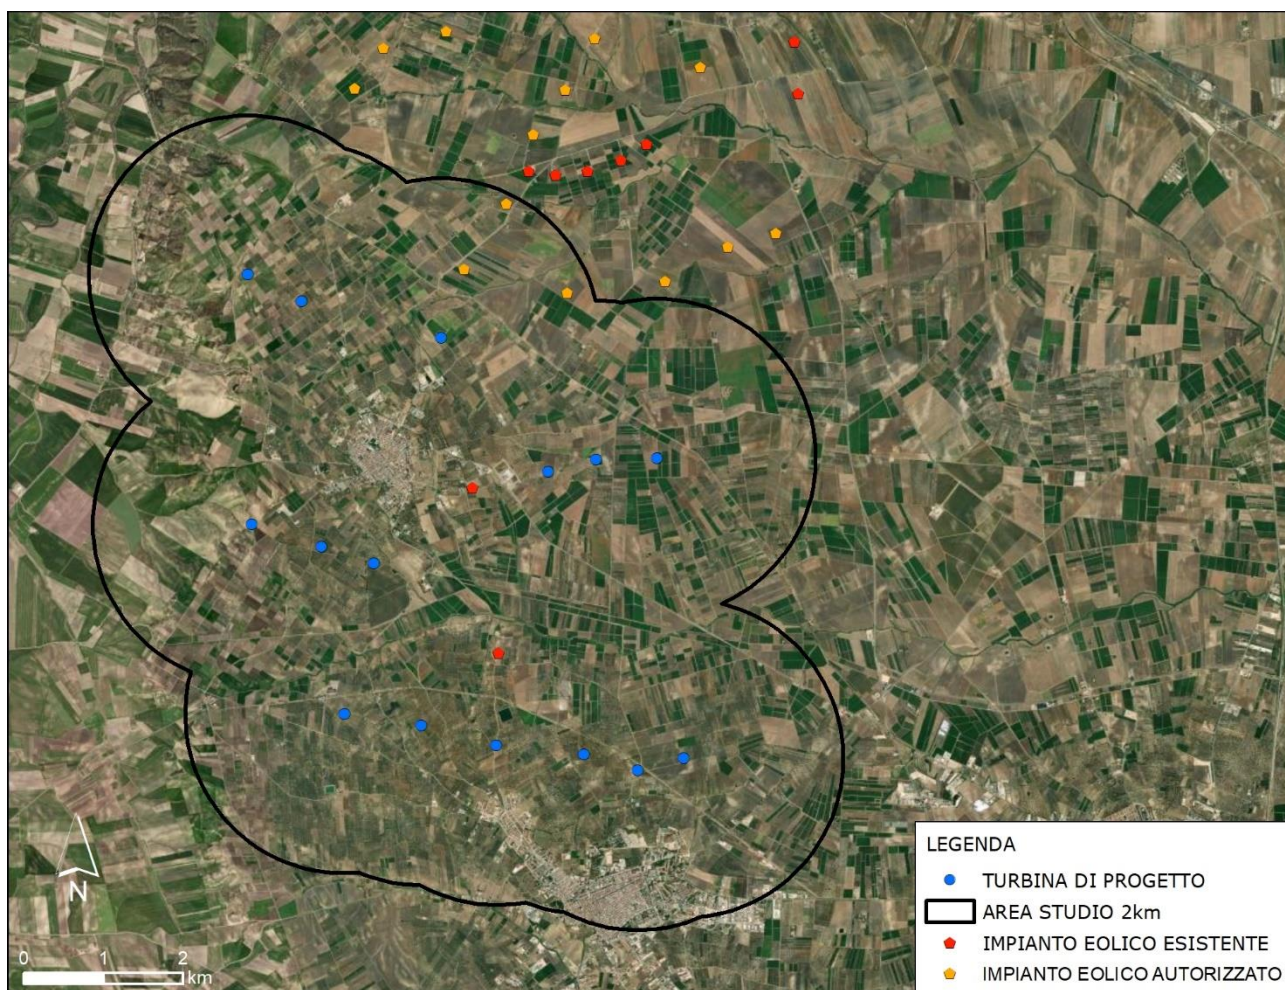 LEGENDA
TURBINA DI PROGETTO
AREA STUDIO 2km
IMPIANTO EOLICO ESISTENTE
IMPIANTO EOLICO AUTORIZZATO
N
0 1 2
km